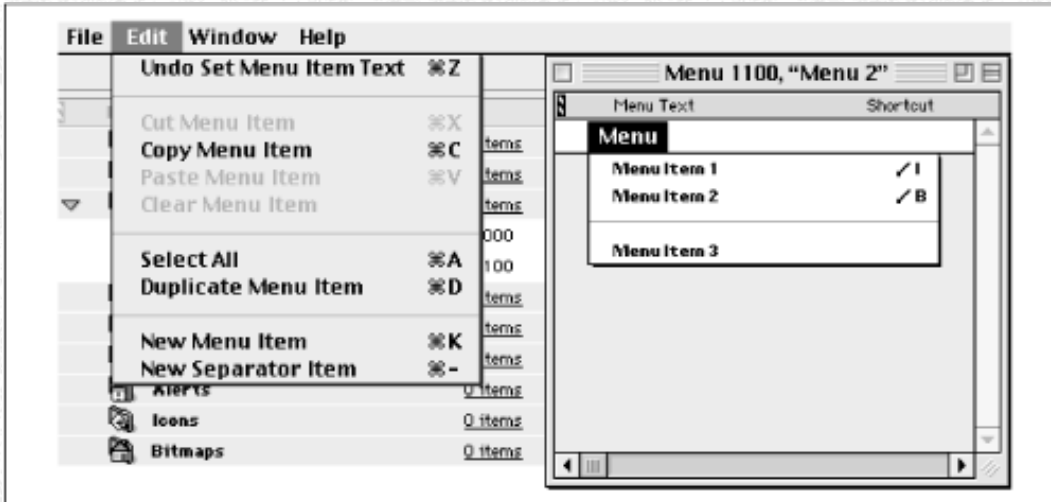 File Edit Window Help
Undo Set Menu Item Text ⌘Z
Cut Menu Item ⌘X
Copy Menu Item ⌘C
Paste Menu Item ⌘V
Clear Menu Item
Select All ⌘A
Duplicate Menu Item ⌘D
New Menu Item ⌘K
New Separator Item ⌘-
items
items
items
000
100
items
items
items
Alerts 0 items
Icons 0 items
Bitmaps 0 items
Menu 1100, “Menu 2”
Menu Text Shortcut
Menu
Menu Item 1 /I
Menu Item 2 /B
Menu Item 3